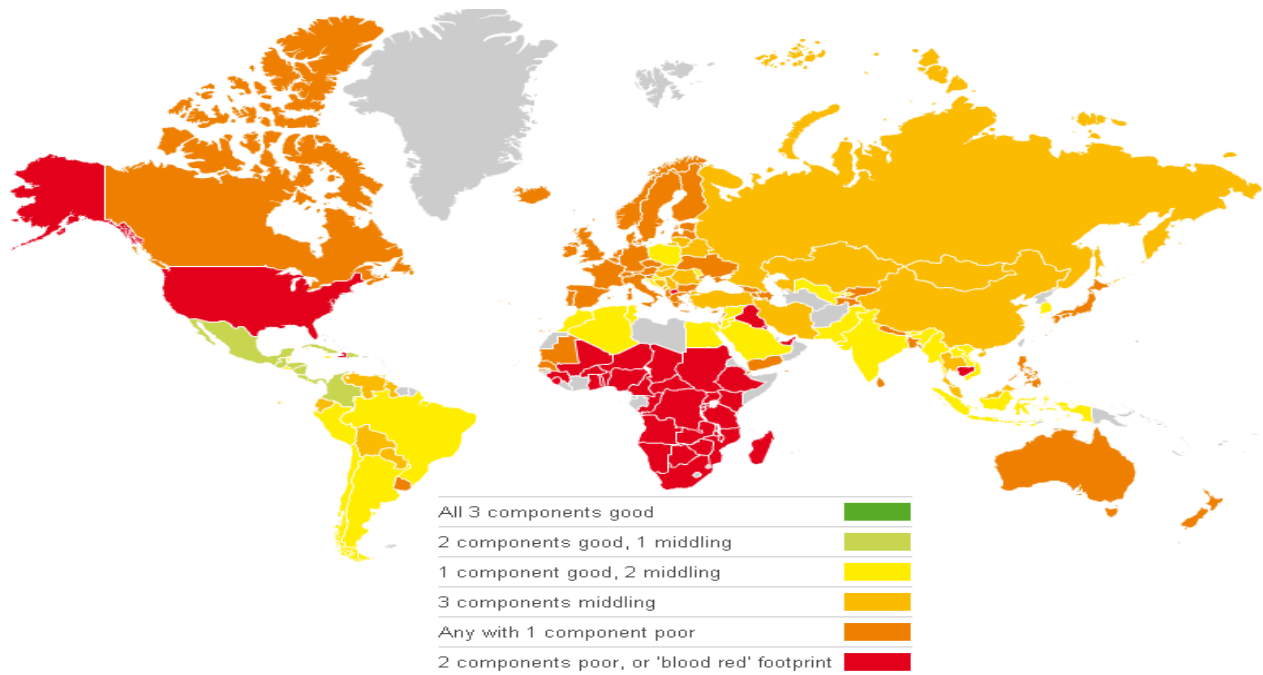 All 3 components good
2 components good, 1 middling
1 component good, 2 middling
3 components middling
Any with 1 component poor
2 components poor, or 'blood red' footprint